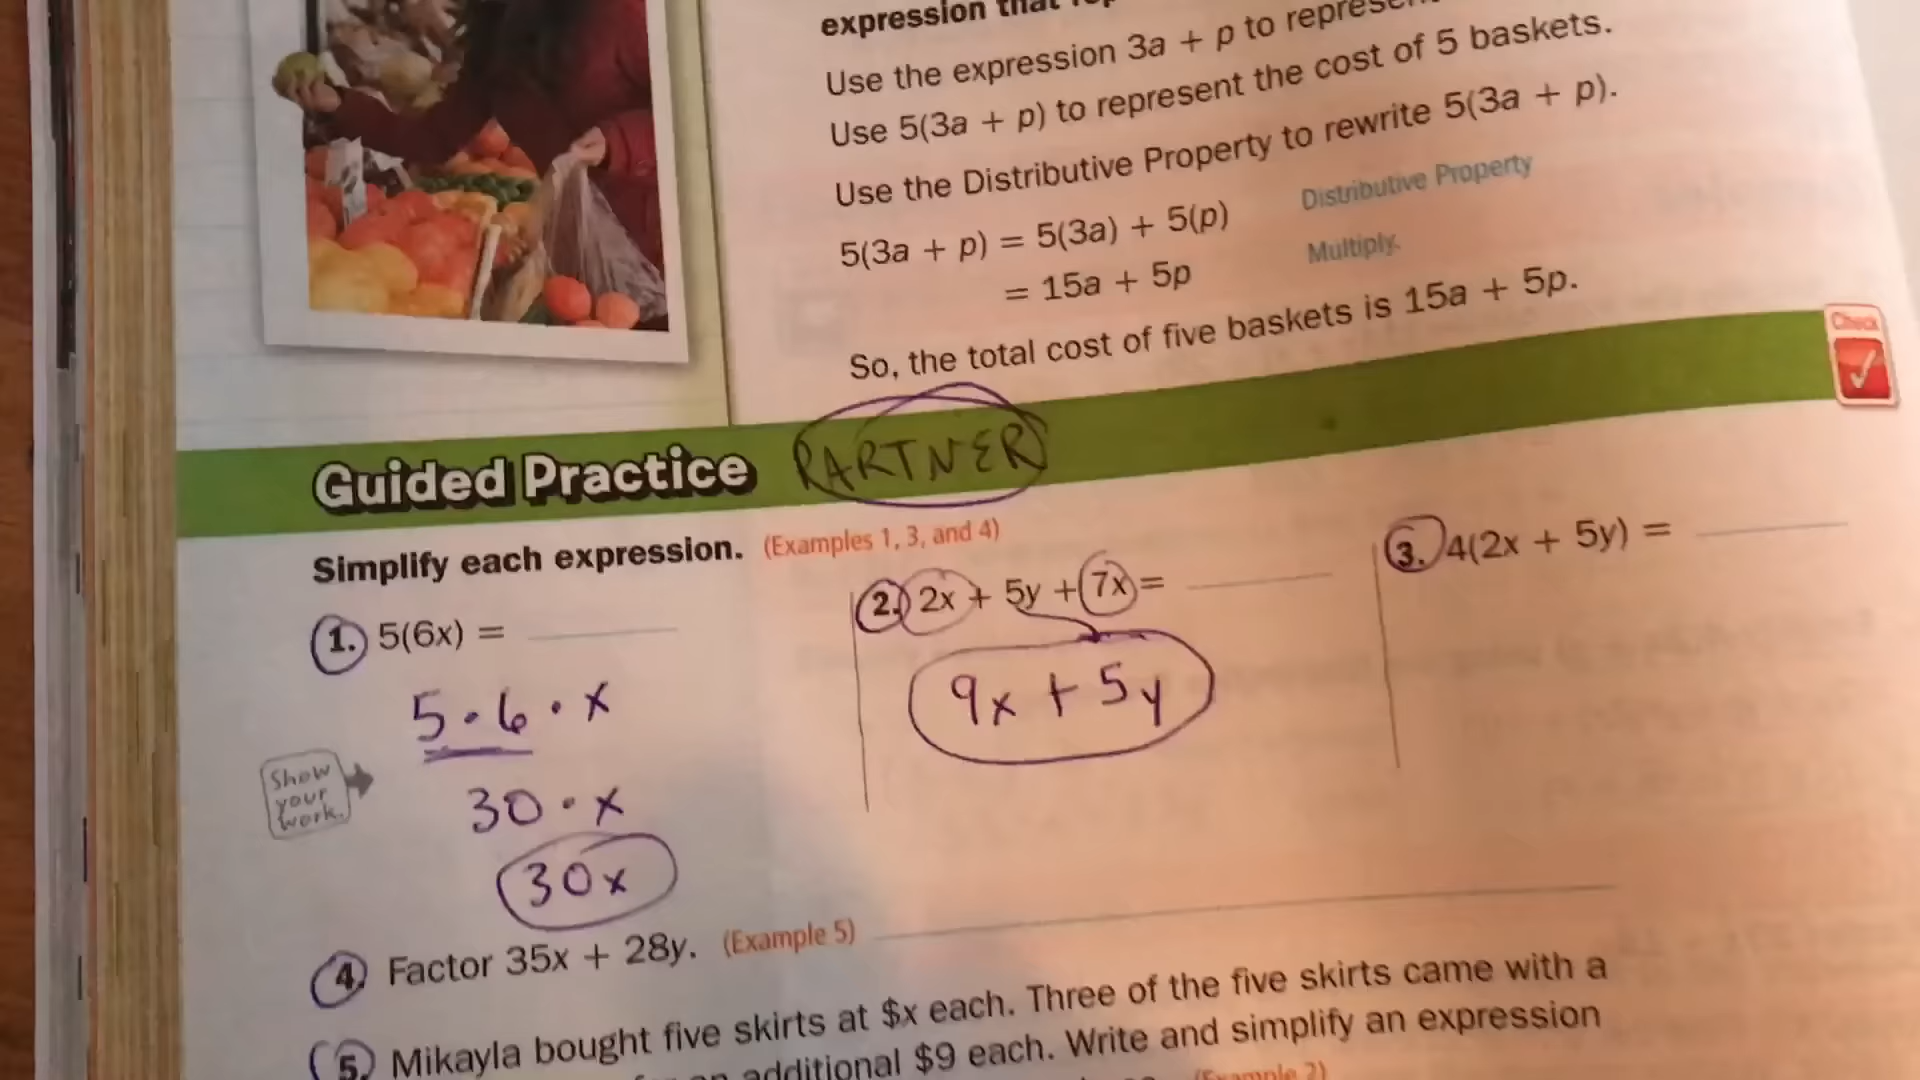 expression that
Use the expression 3a + p to represent
Use 5(3a + p) to represent the cost of 5 baskets.
Use the Distributive Property to rewrite 5(3a + p).
5(3a + p) = 5(3a) + 5(p) Distributive Property
= 15a + 5p Multiply.
So, the total cost of five baskets is 15a + 5p.
Check
Guided Practice PARTNER
Simplify each expression. (Examples 1, 3, and 4)
1. 5(6x) =
5 · 6 · x
30 · x
30x
Show
your
work.
2. 2x + 5y + 7x =
9x + 5y
3. 4(2x + 5y) =
4. Factor 35x + 28y. (Example 5)
5. Mikayla bought five skirts at $x each. Three of the five skirts came with a
additional $9 each. Write and simplify an expression
(Example 2)